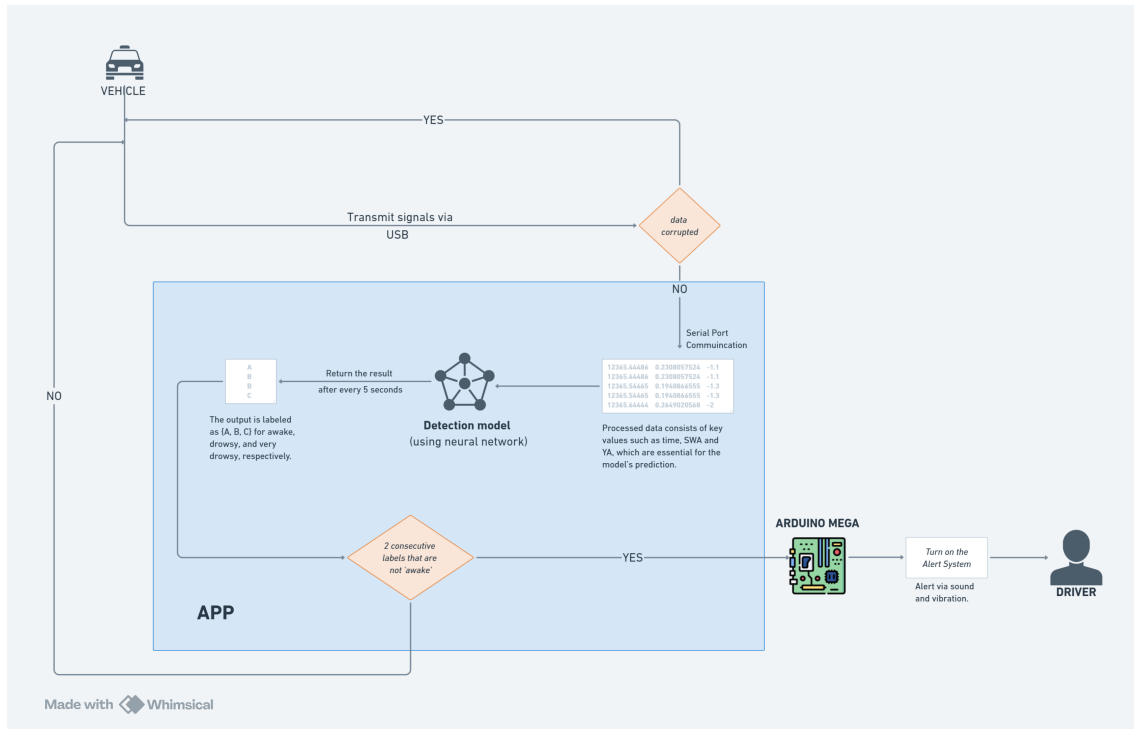 VEHICLE
YES
Transmit signals via
USB
data
corrupted
NO
Serial Port
Commuincation
12365.44486 0.2308057524 -1.1
12365.44486 0.2308057524 -1.1
12365.54465 0.1940866555 -1.3
12365.54465 0.1940866555 -1.3
12365.64444 0.2649020568 -2
Processed data consists of key
values such as time, SWA and
YA, which are essential for the
model's prediction.
Detection model
(using neural network)
Return the result
after every 5 seconds
A
B
B
C
The output is labeled
as {A, B, C} for awake,
drowsy, and very
drowsy, respectively.
NO
2 consecutive
labels that are
not 'awake'
YES
APP
ARDUINO MEGA
Turn on the
Alert System
Alert via sound
and vibration.
DRIVER
Made with Whimsical